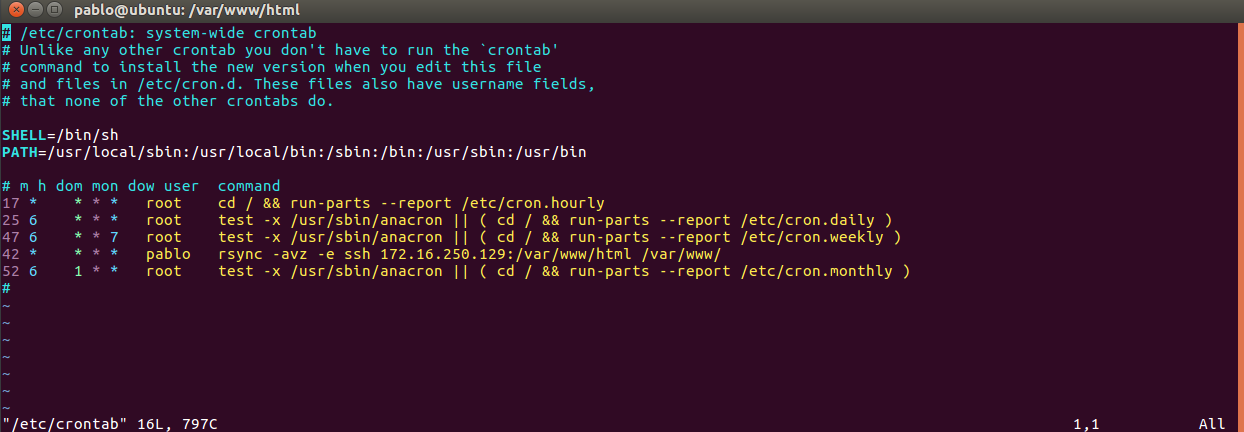 pablo@ubuntu: /var/www/html
# /etc/crontab: system-wide crontab
# Unlike any other crontab you don't have to run the `crontab'
# command to install the new version when you edit this file
# and files in /etc/cron.d. These files also have username fields,
# that none of the other crontabs do.
SHELL=/bin/sh
PATH=/usr/local/sbin:/usr/local/bin:/sbin:/bin:/usr/sbin:/usr/bin
# m h dom mon dow user  command
17 *    * * *   root    cd / && run-parts --report /etc/cron.hourly
25 6    * * *   root    test -x /usr/sbin/anacron || ( cd / && run-parts --report /etc/cron.daily )
47 6    * * 7   root    test -x /usr/sbin/anacron || ( cd / && run-parts --report /etc/cron.weekly )
42 *    * * *   pablo   rsync -avz -e ssh 172.16.250.129:/var/www/html /var/www/
52 6    1 * *   root    test -x /usr/sbin/anacron || ( cd / && run-parts --report /etc/cron.monthly )
#
~
~
~
~
~
~
~
"/etc/crontab" 16L, 797C 1,1 All